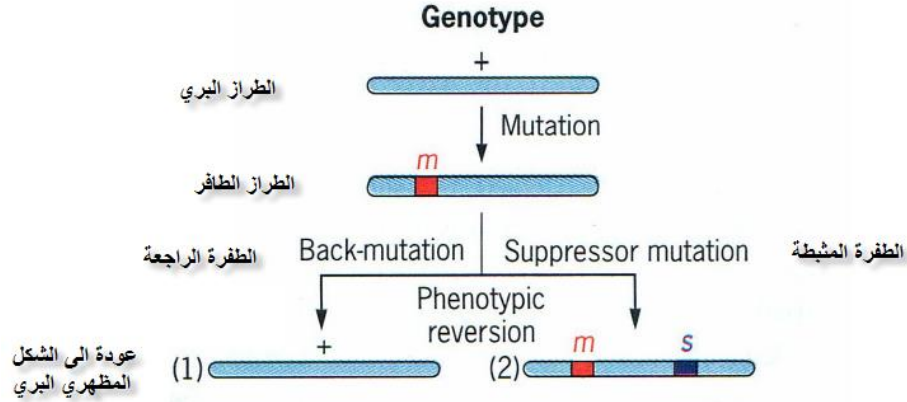 Genotype
+
الطراز البري
Mutation
m
الطراز الطافر
الطفرة الراجعة
Back-mutation
Suppressor mutation
الطفرة المثبطة
Phenotypic
reversion
عودة الى الشكل
المظهري البري
(1)
+
(2)
m
s